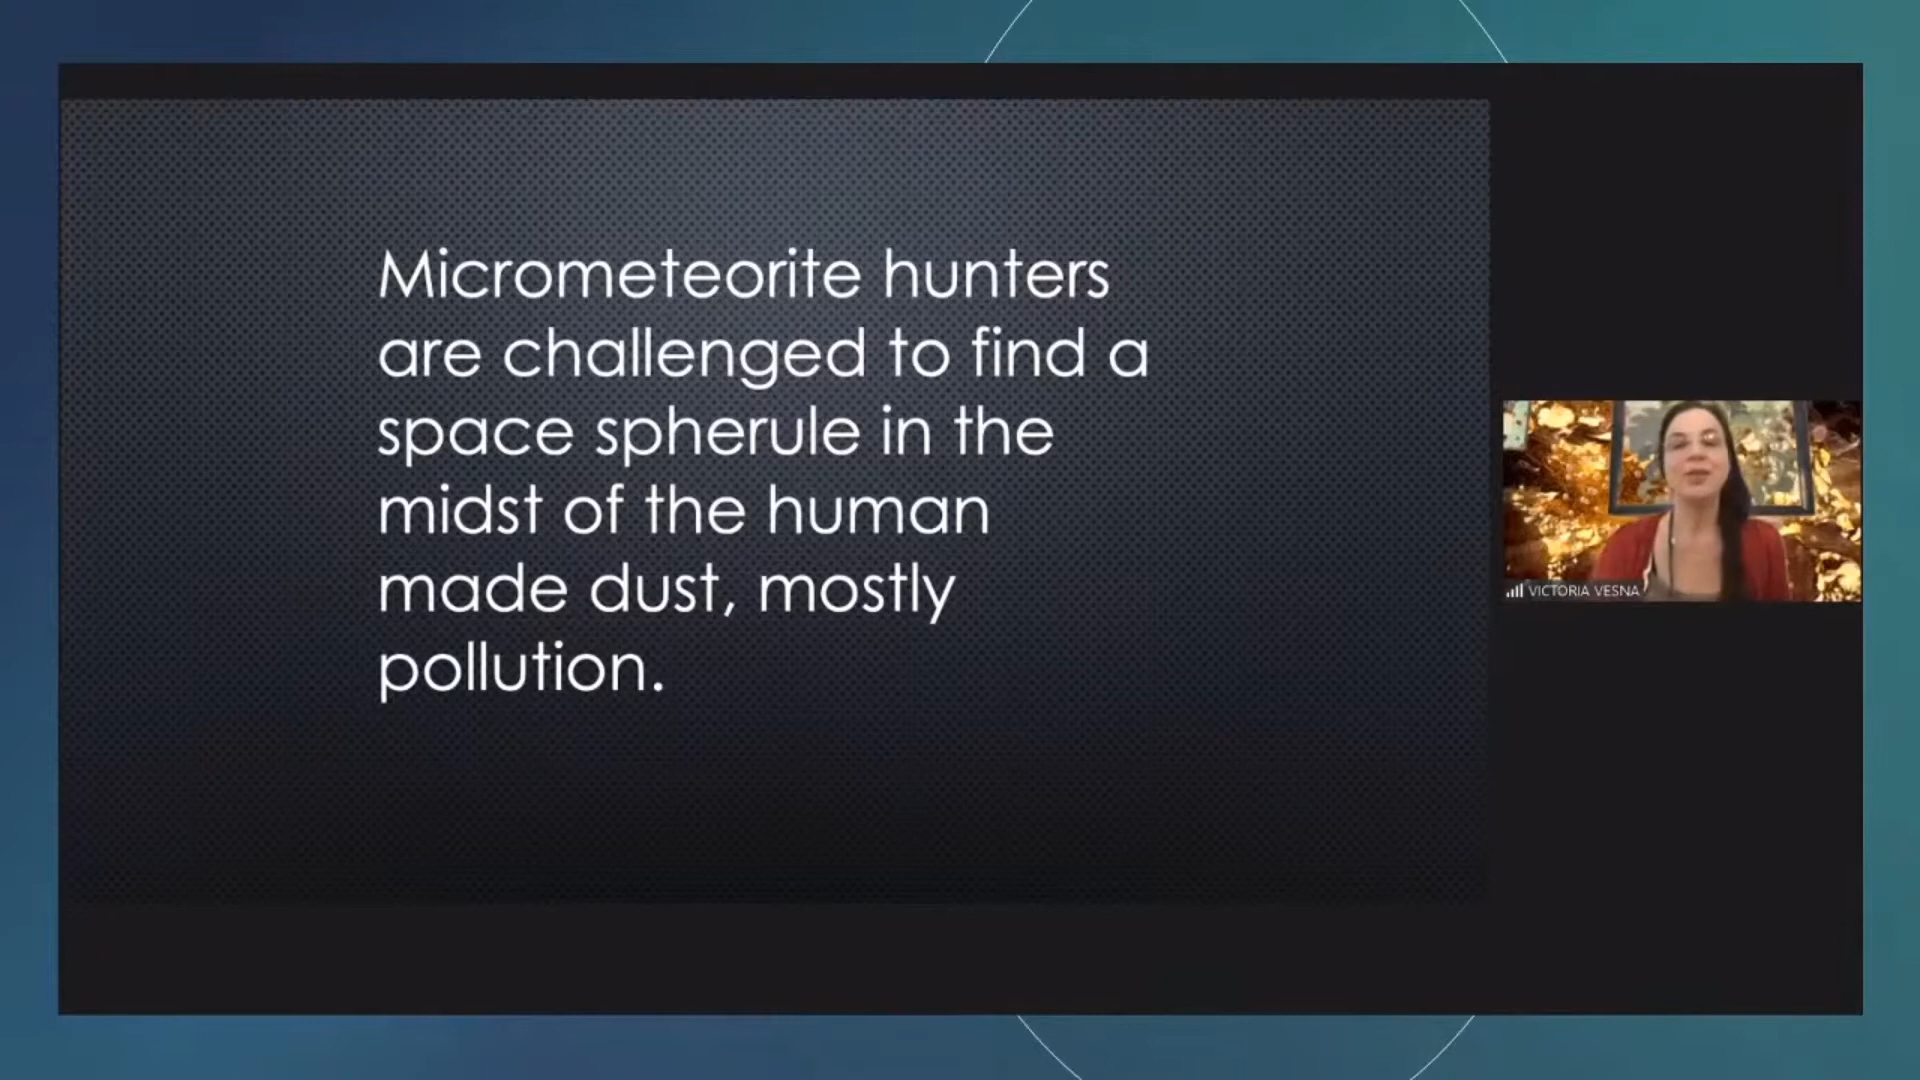 Micrometeorite hunters
are challenged to find a
space spherule in the
midst of the human
made dust, mostly
pollution.
VICTORIA VESNA